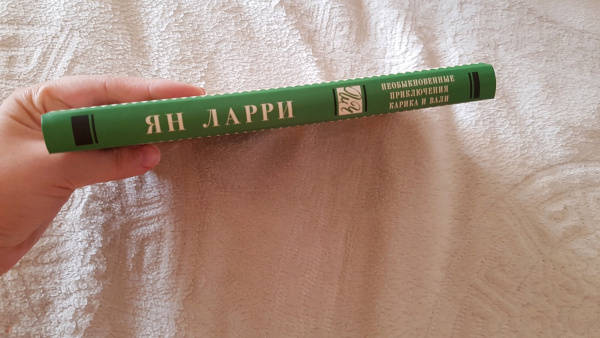 ЯН ЛАРРИ
НЕОБЫКНОВЕННЫЕ
ПРИКЛЮЧЕНИЯ
КАРИКА И ВАЛИ